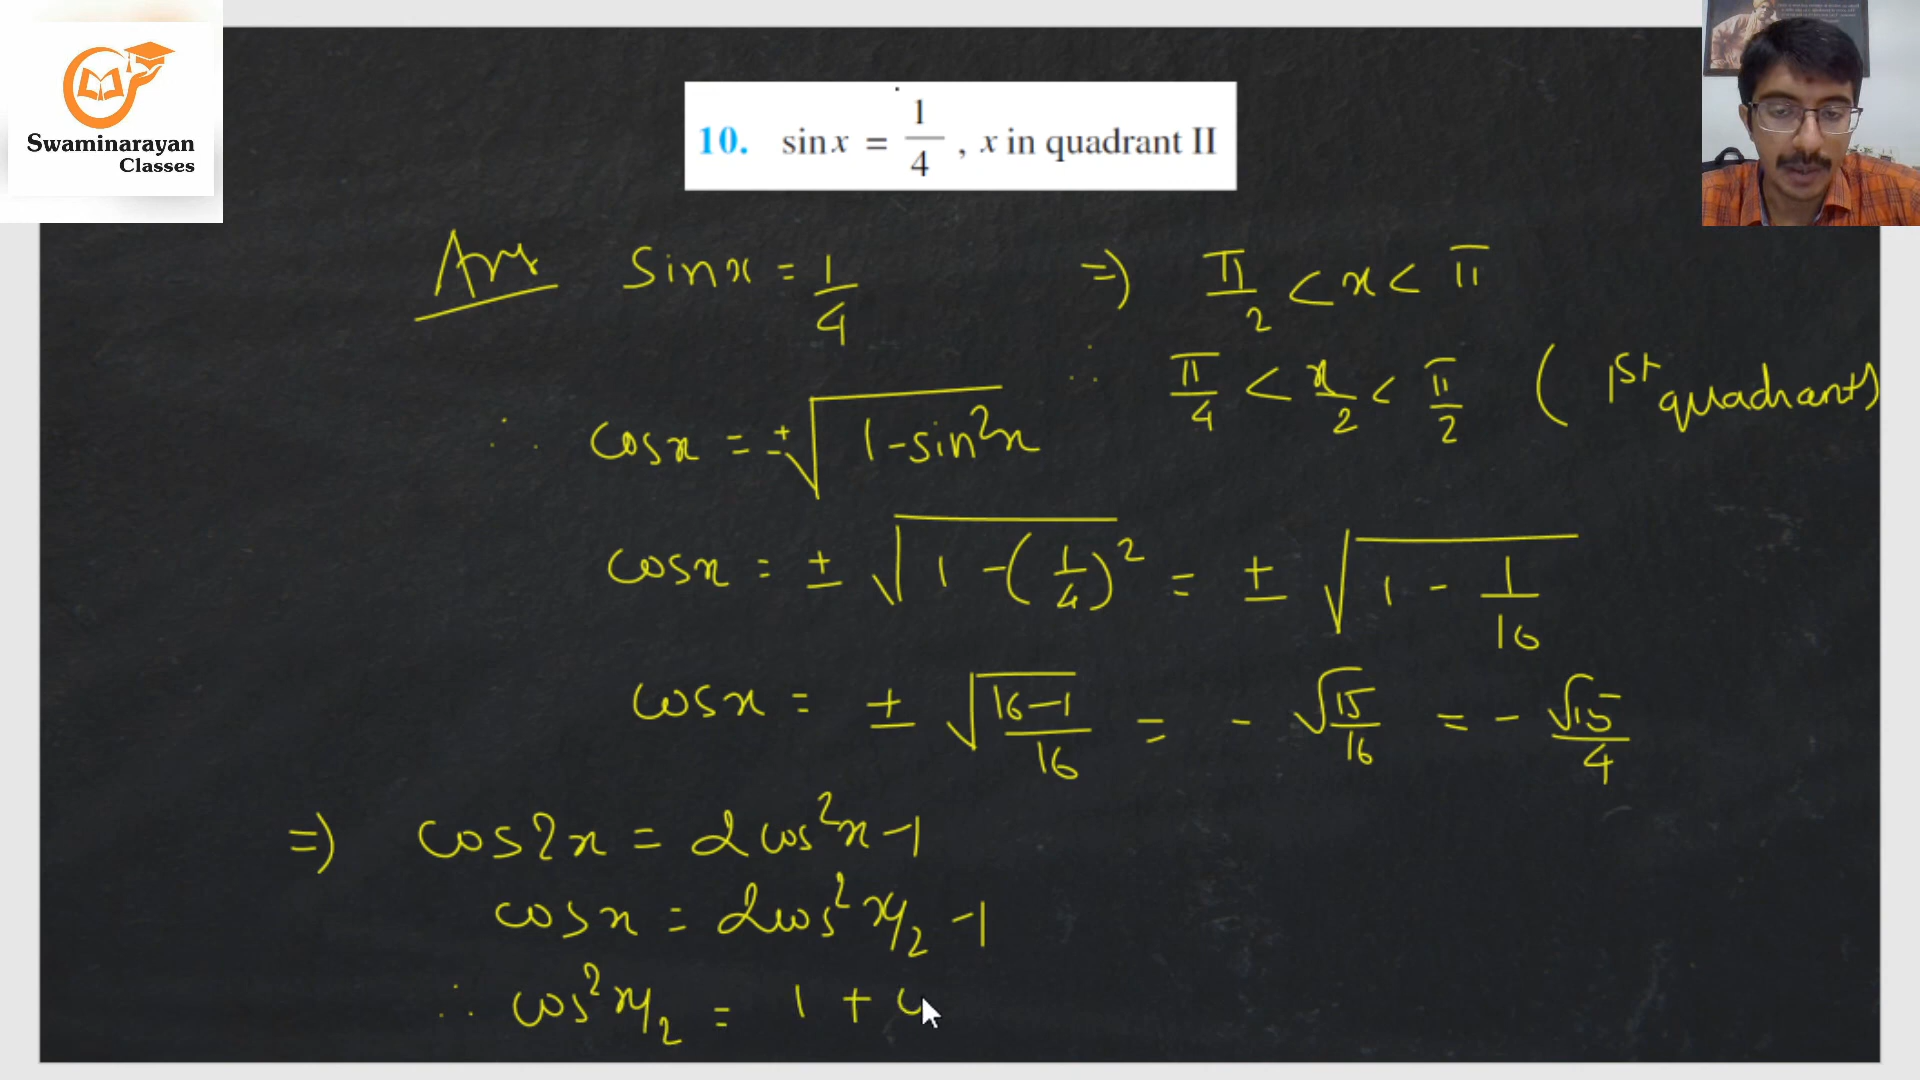 Swaminarayan
Classes
10. sin x = 1/4 , x in quadrant II
Ans sin x = 1/4 => π/2 < x < π
∴ π/4 < x/2 < π/2 ( 1st quadrant)
∴ cos x = ±√(1 - sin²x)
cos x = ± √(1 - (1/4)²) = ± √(1 - 1/16)
cos x = ± √((16-1)/16) = - √(15/16) = - √15/4
=> cos2x = 2cos²x - 1
cos x = 2cos² x/2 - 1
∴ cos² x/2 = 1 + c